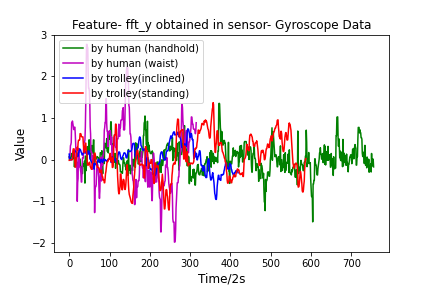 Feature- fft_y obtained in sensor- Gyroscope Data
by human (handhold)
by human (waist)
by trolley(inclined)
by trolley(standing)
3
2
1
0
−1
−2
Value
0 100 200 300 400 500 600 700
Time/2s